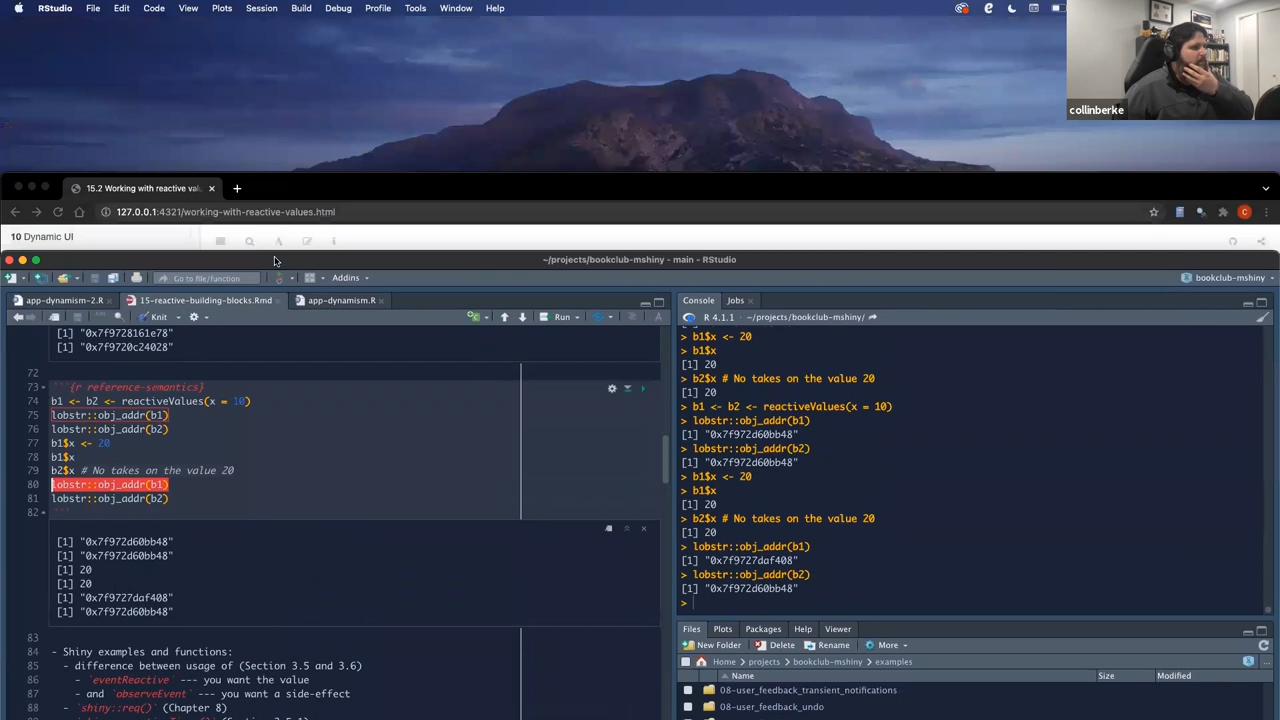 RStudio File Edit Code View Plots Session Build Debug Profile Tools Window Help
collinberke
15.2 Working with reactive val
127.0.0.1:4321/working-with-reactive-values.html
10 Dynamic UI
~/projects/bookclub-mshiny - main - RStudio
Go to file/function Addins bookclub-mshiny
app-dynamism-2.R 15-reactive-building-blocks.Rmd app-dynamism.R Console Jobs
Knit Run R 4.1.1 · ~/projects/bookclub-mshiny/
[1] "0x7f9728161e78"
[1] "0x7f9720c24028"
72
73 ```{r reference-semantics}
74 b1 <- b2 <- reactiveValues(x = 10)
75 lobstr::obj_addr(b1)
76 lobstr::obj_addr(b2)
77 b1$x <- 20
78 b1$x
79 b2$x # No takes on the value 20
80 lobstr::obj_addr(b1)
81 lobstr::obj_addr(b2)
82 ```
[1] "0x7f972d60bb48"
[1] "0x7f972d60bb48"
[1] 20
[1] 20
[1] "0x7f9727daf408"
[1] "0x7f972d60bb48"
83
84 - Shiny examples and functions:
85 - difference between usage of (Section 3.5 and 3.6)
86 - `eventReactive` --- you want the value
87 - and `observeEvent` --- you want a side-effect
88 - `shiny::req()` (Chapter 8)
> b1$x <- 20
> b1$x
[1] 20
> b2$x # No takes on the value 20
[1] 20
> b1 <- b2 <- reactiveValues(x = 10)
> lobstr::obj_addr(b1)
[1] "0x7f972d60bb48"
> lobstr::obj_addr(b2)
[1] "0x7f972d60bb48"
> b1$x <- 20
> b1$x
[1] 20
> b2$x # No takes on the value 20
[1] 20
> lobstr::obj_addr(b1)
[1] "0x7f9727daf408"
> lobstr::obj_addr(b2)
[1] "0x7f972d60bb48"
>
Files Plots Packages Help Viewer
New Folder Delete Rename More
Home projects bookclub-mshiny examples
Name Size Modified
08-user_feedback_transient_notifications
08-user_feedback_undo